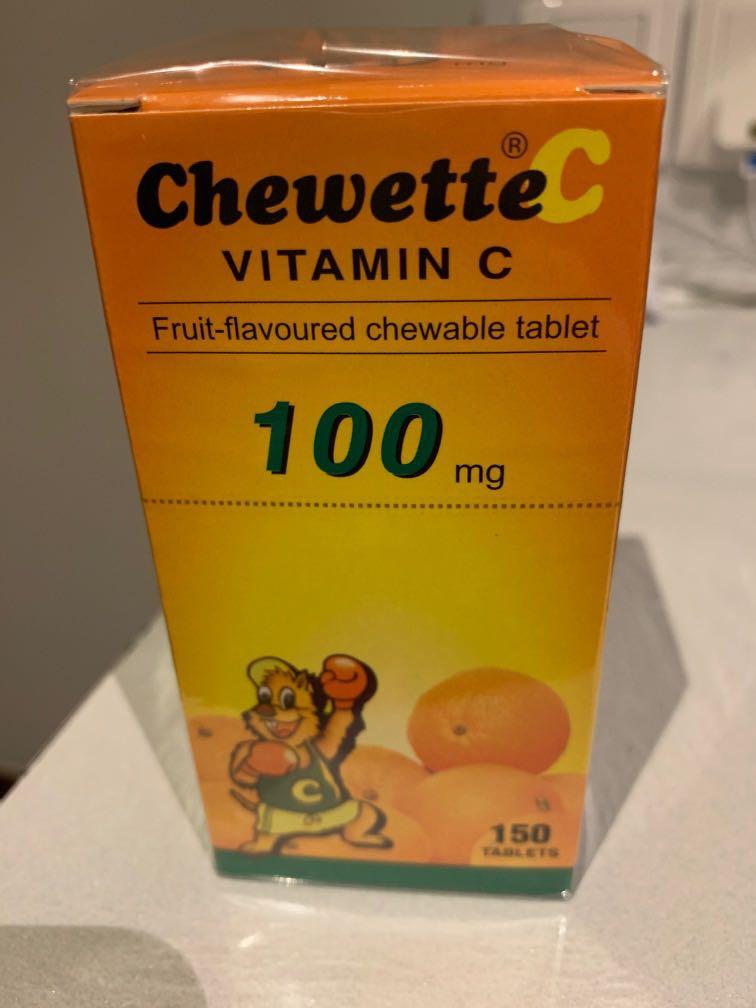 Chewette® C
VITAMIN C
Fruit-flavoured chewable tablet
100 mg
C
150
TABLETS